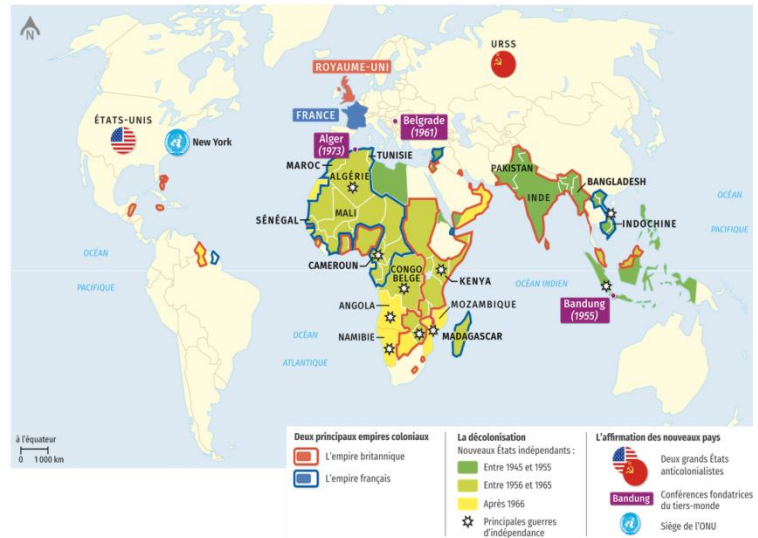 N
ROYAUME-UNI
URSS
FRANCE
Belgrade
(1961)
ÉTATS-UNIS
New York
Alger
(1973)
TUNISIE
MAROC
ALGÉRIE
PAKISTAN
BANGLADESH
INDE
MALI
SÉNÉGAL
INDOCHINE
OCÉAN
PACIFIQUE
OCÉAN
PACIFIQUE
CAMEROUN
CONGO
BELGE
KENYA
OCÉAN INDIEN
ANGOLA
MOZAMBIQUE
Bandung
(1955)
NAMIBIE
MADAGASCAR
OCÉAN
ATLANTIQUE
à l'équateur
0 1 000 km
Deux principaux empires coloniaux
L'empire britannique
L'empire français
La décolonisation
Nouveaux États indépendants :
Entre 1945 et 1955
Entre 1956 et 1965
Après 1966
Principales guerres
d'indépendance
L'affirmation des nouveaux pays
Deux grands États
anticolonialistes
Bandung
Conférences fondatrices
du tiers-monde
Siège de l'ONU